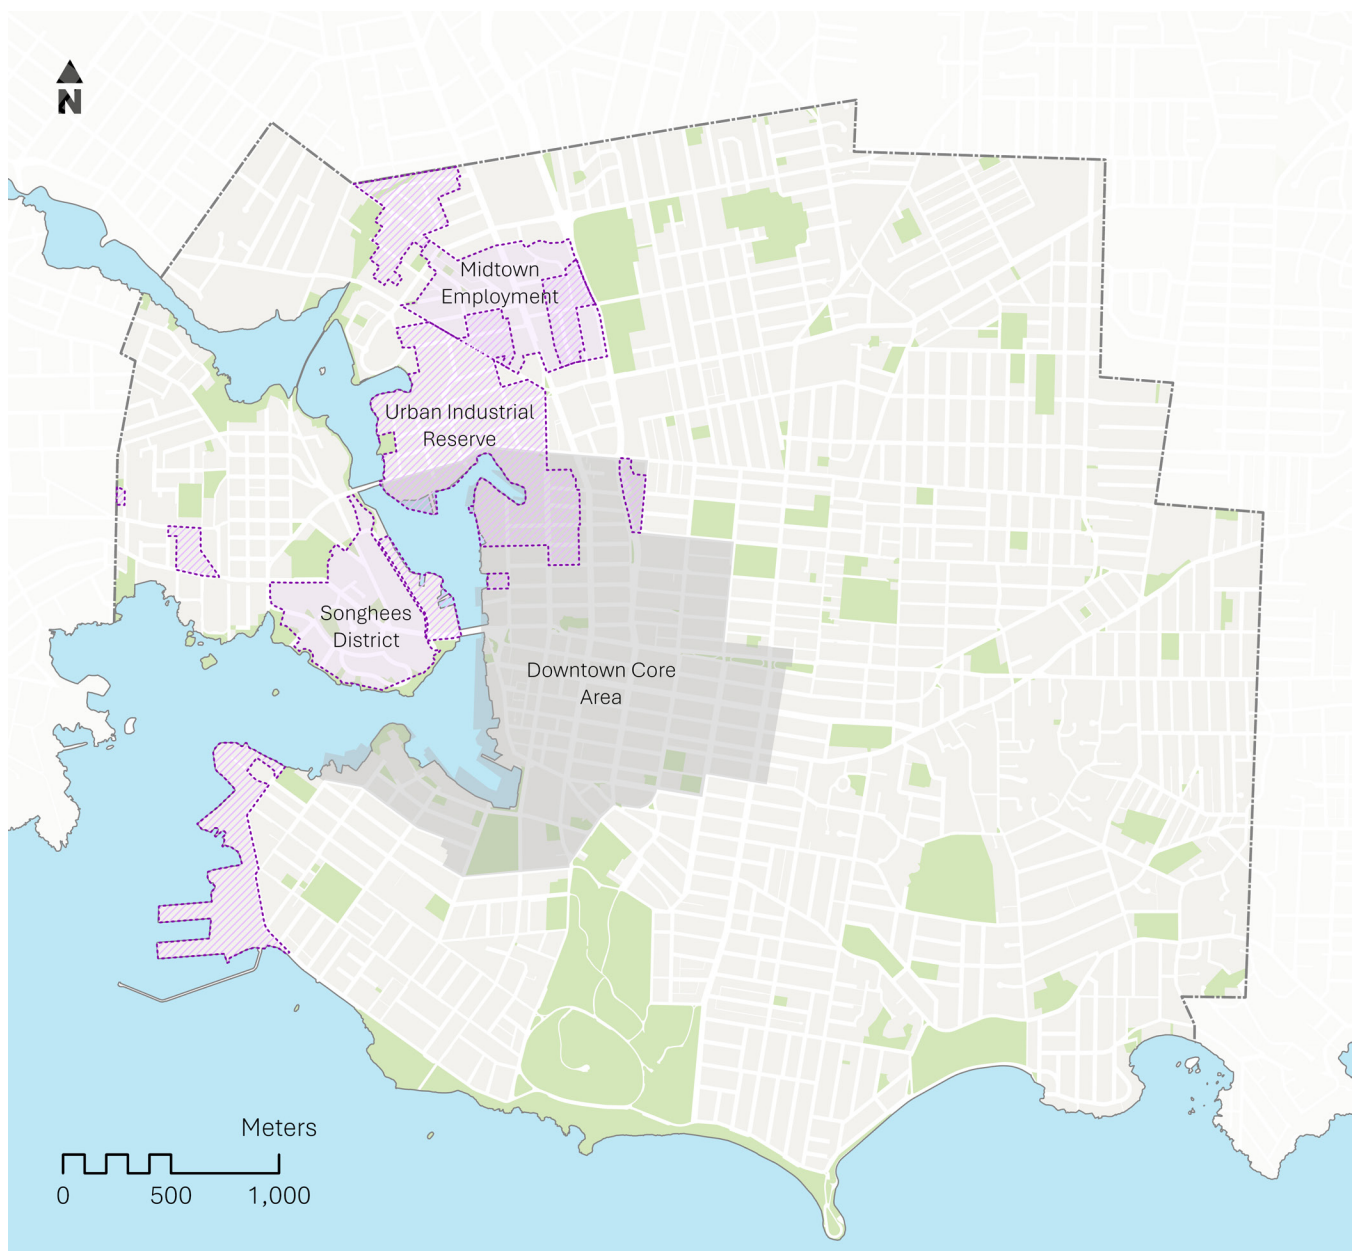 N
Midtown
Employment
Urban Industrial
Reserve
Songhees
District
Downtown Core
Area
Meters
0 500 1,000